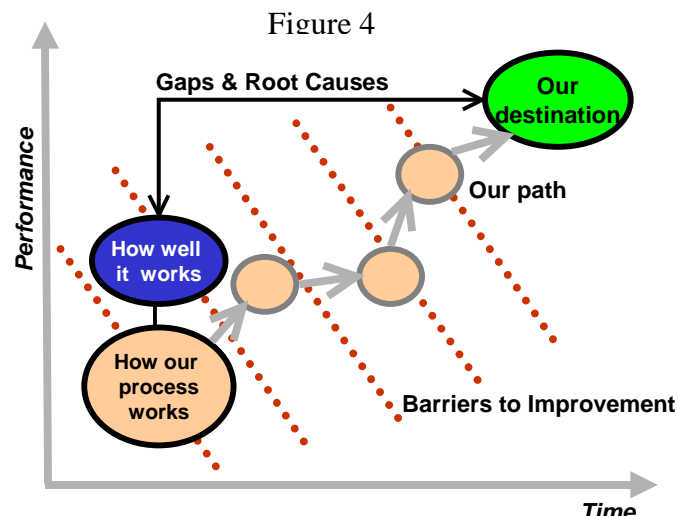 Figure 4
Gaps & Root Causes
Our
destination
Our path
Performance
How well
it works
How our
process
works
Barriers to Improvement
Time